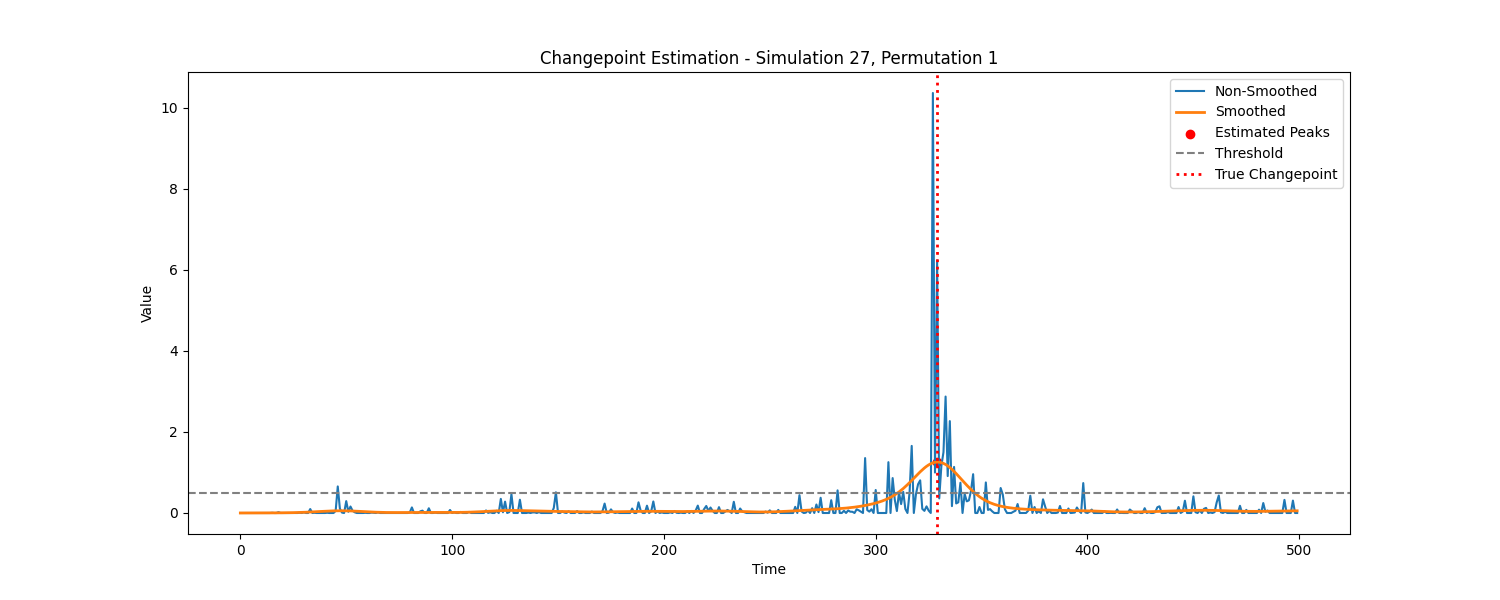 Changepoint Estimation - Simulation 27, Permutation 1
Non-Smoothed
Smoothed
Estimated Peaks
Threshold
True Changepoint
10
8
6
4
2
0
Value
0 100 200 300 400 500
Time